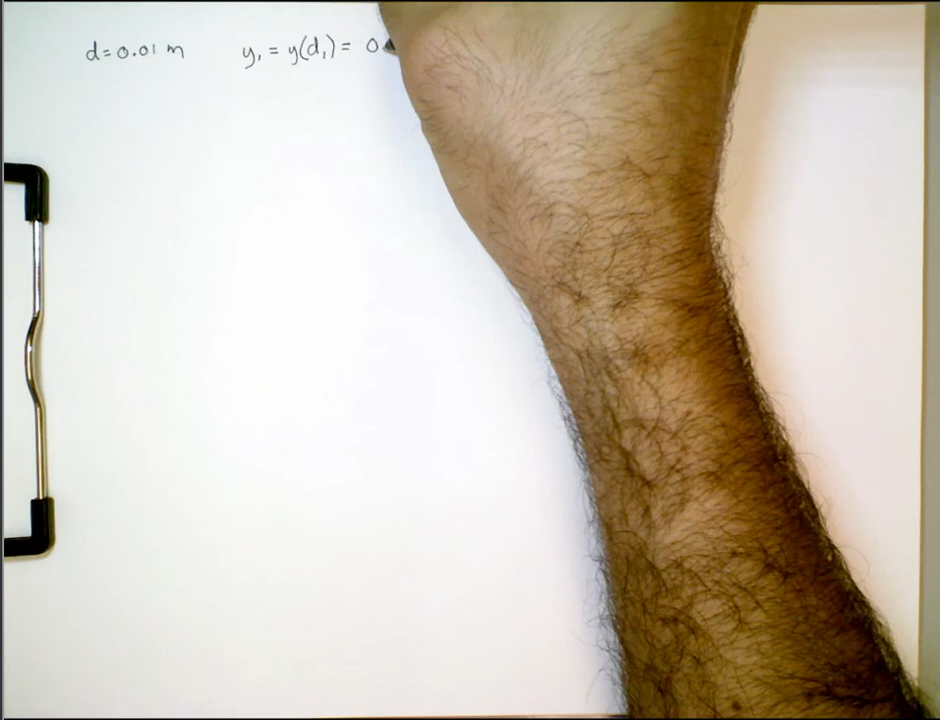 d = 0.01 m y₁ = y(d₁) = 0